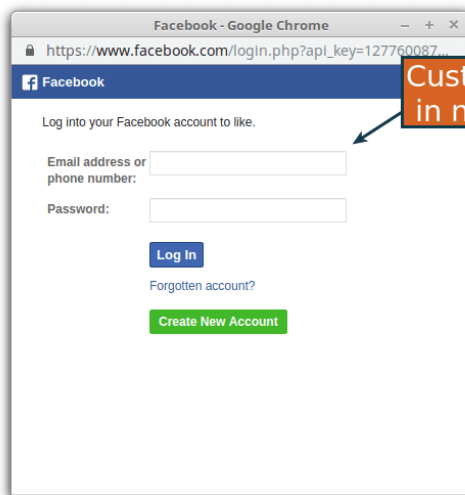 Facebook - Google Chrome
https://www.facebook.com/login.php?api_key=127760087...
Facebook
Log into your Facebook account to like.
Email address or
phone number:
Password:
Log In
Forgotten account?
Create New Account
in